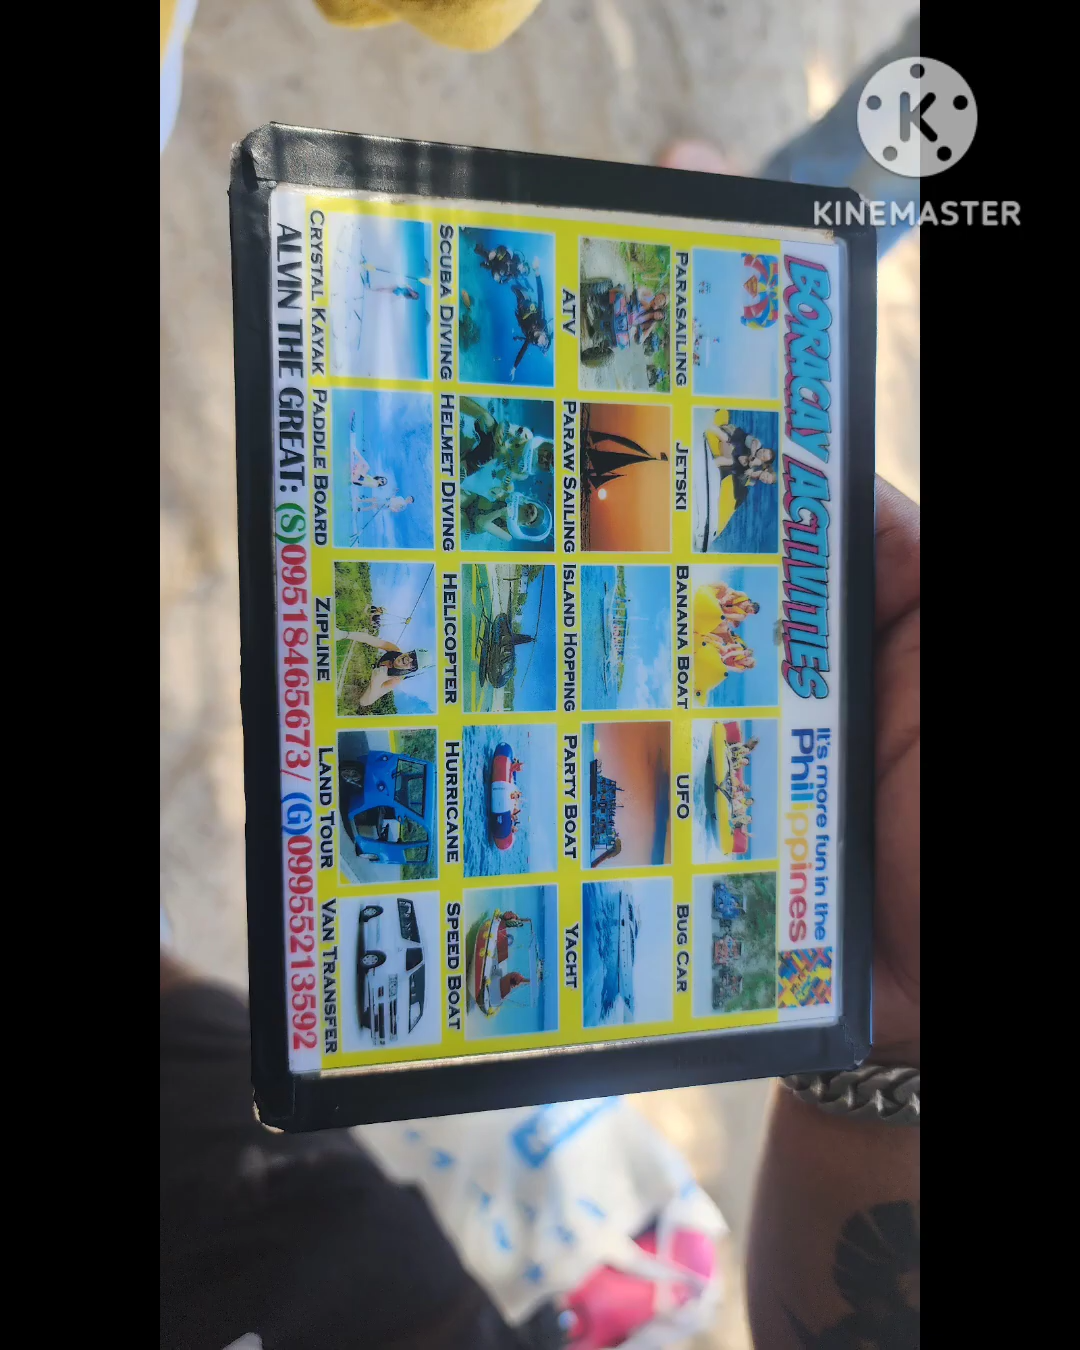 KINEMASTER
BORACAY ACTIVITIES
It's more fun in the
Philippines
PARASAILING JETSKI BANANA BOAT UFO BUG CAR
ATV PARAW SAILING ISLAND HOPPING PARTY BOAT YACHT
SCUBA DIVING HELMET DIVING HELICOPTER HURRICANE SPEED BOAT
CRYSTAL KAYAK PADDLE BOARD ZIPLINE LAND TOUR VAN TRANSFER
ALVIN THE GREAT: (S)09518465673/ (G)09955213592